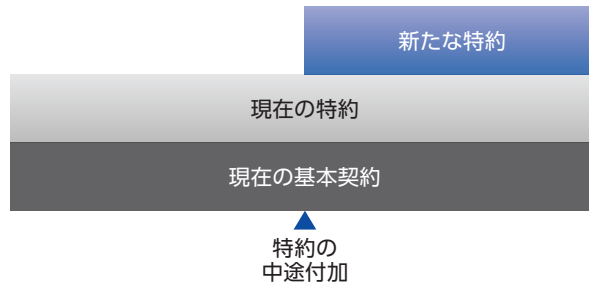 新たな特約
現在の特約
現在の基本契約
特約の
中途付加